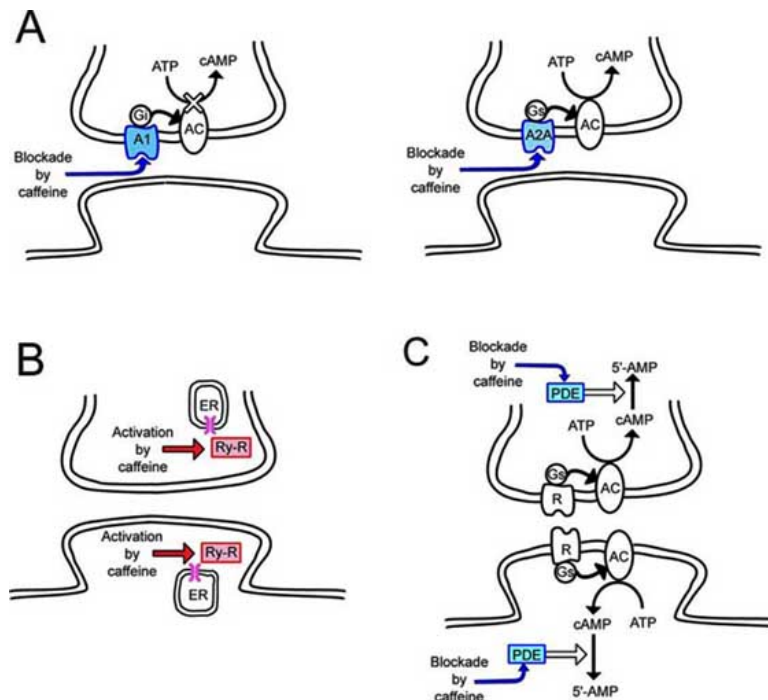 A
ATP
cAMP
Gi
A1
AC
Blockade
by
caffeine
ATP
cAMP
Gs
A2A
AC
Blockade
by
caffeine
B
ER
Activation
by
caffeine
Ry-R
Activation
by
caffeine
Ry-R
ER
C
Blockade
by
caffeine
5'-AMP
PDE
cAMP
ATP
Gs
R
AC
R
AC
Gs
cAMP
ATP
PDE
Blockade
by
caffeine
5'-AMP